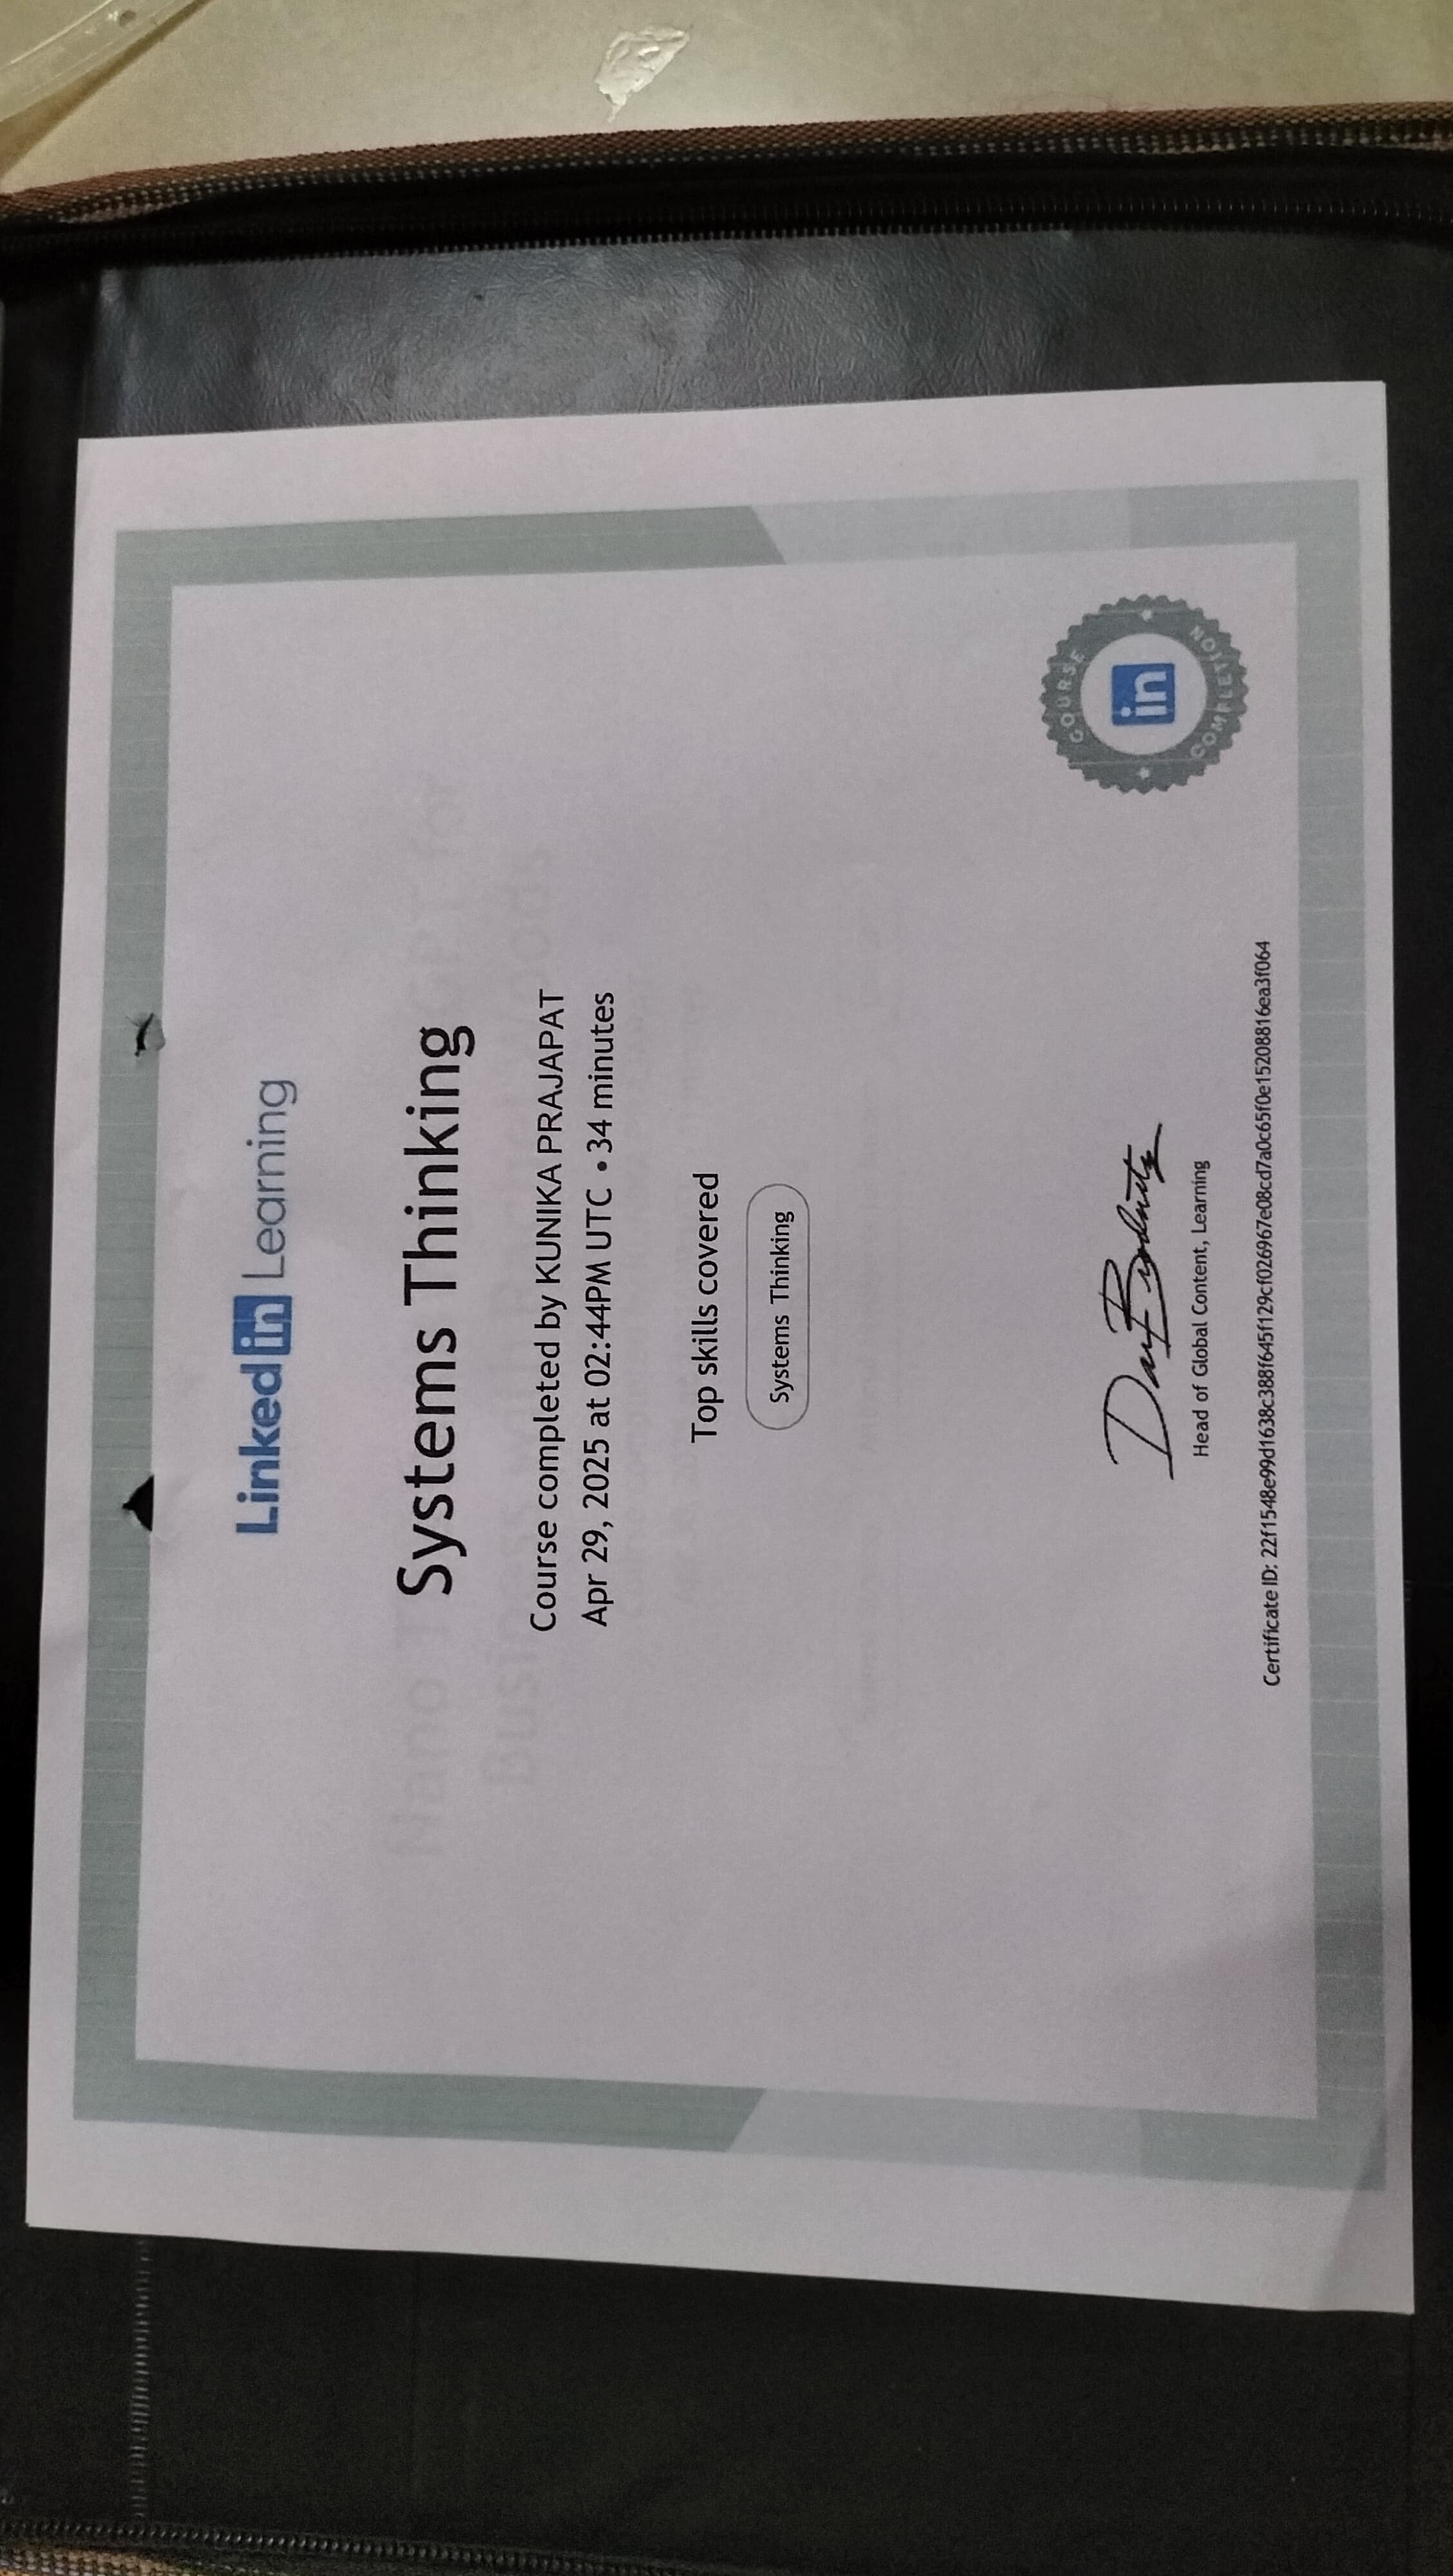 Linked in Learning
Systems Thinking
Course completed by KUNIKA PRAJAPAT
Apr 29, 2025 at 02:44PM UTC • 34 minutes
Top skills covered
Systems Thinking
Head of Global Content, Learning
Certificate ID: 22f1548e99d1638c388f645f129cf026967e08cd7a0c65f0e15208816ea3f064
COURSE
in
COMPLETION